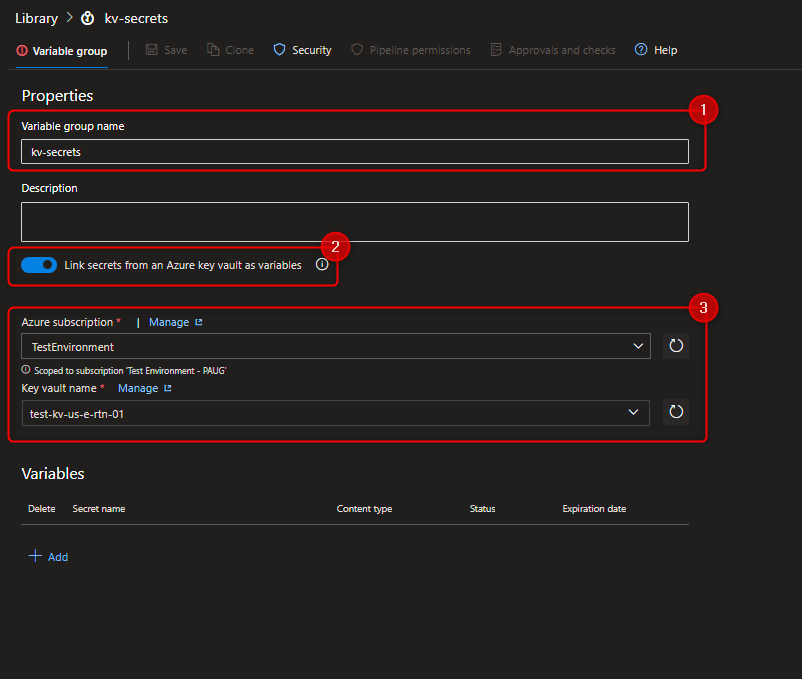 Library > kv-secrets
Variable group | Save Clone Security Pipeline permissions Approvals and checks ? Help
Properties
1
Variable group name
kv-secrets
Description
2
Link secrets from an Azure key vault as variables
3
Azure subscription * | Manage
TestEnvironment
Scoped to subscription 'Test Environment - PAUG'
Key vault name * Manage
test-kv-us-e-rtn-01
Variables
Delete Secret name Content type Status Expiration date
+ Add